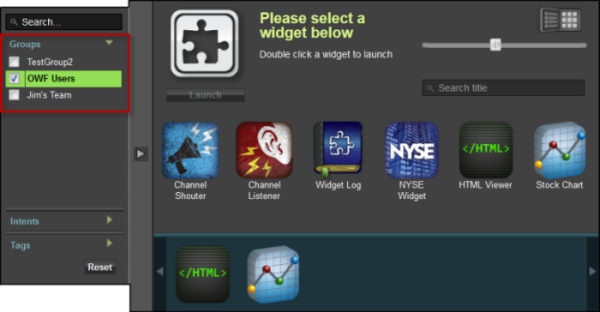 Search...
Groups
TestGroup2
OWF Users
Jim's Team
Intents
Tags
Reset
Please select a
widget below
Double click a widget to launch
Launch
Search title
NYSE
</HTML>
Channel
Shouter
Channel
Listener
Widget Log
NYSE
Widget
HTML Viewer
Stock Chart
</HTML>